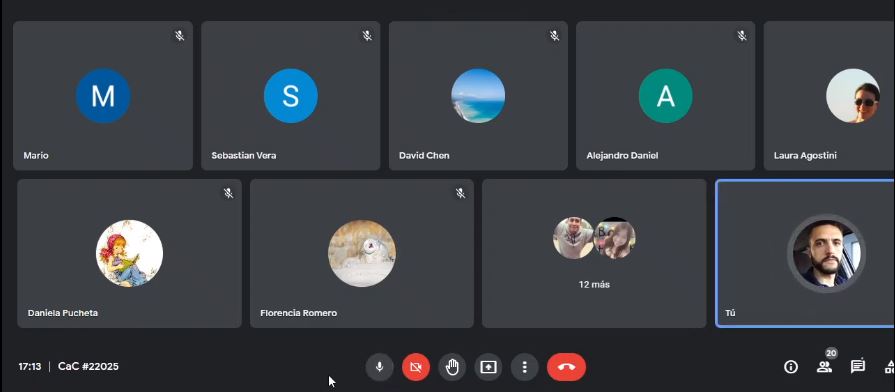 M
Mario
S
Sebastian Vera
David Chen
A
Alejandro Daniel
Laura Agostini
Daniela Pucheta
Florencia Romero
12 más
Tú
17:13 | CaC #22025
20